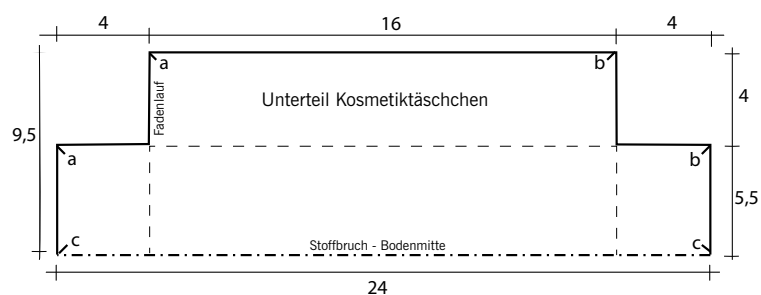 4 16 4
a b
Unterteil Kosmetiktäschchen
Fadenlauf
4
9,5
a b
5,5
c c
Stoffbruch - Bodenmitte
24